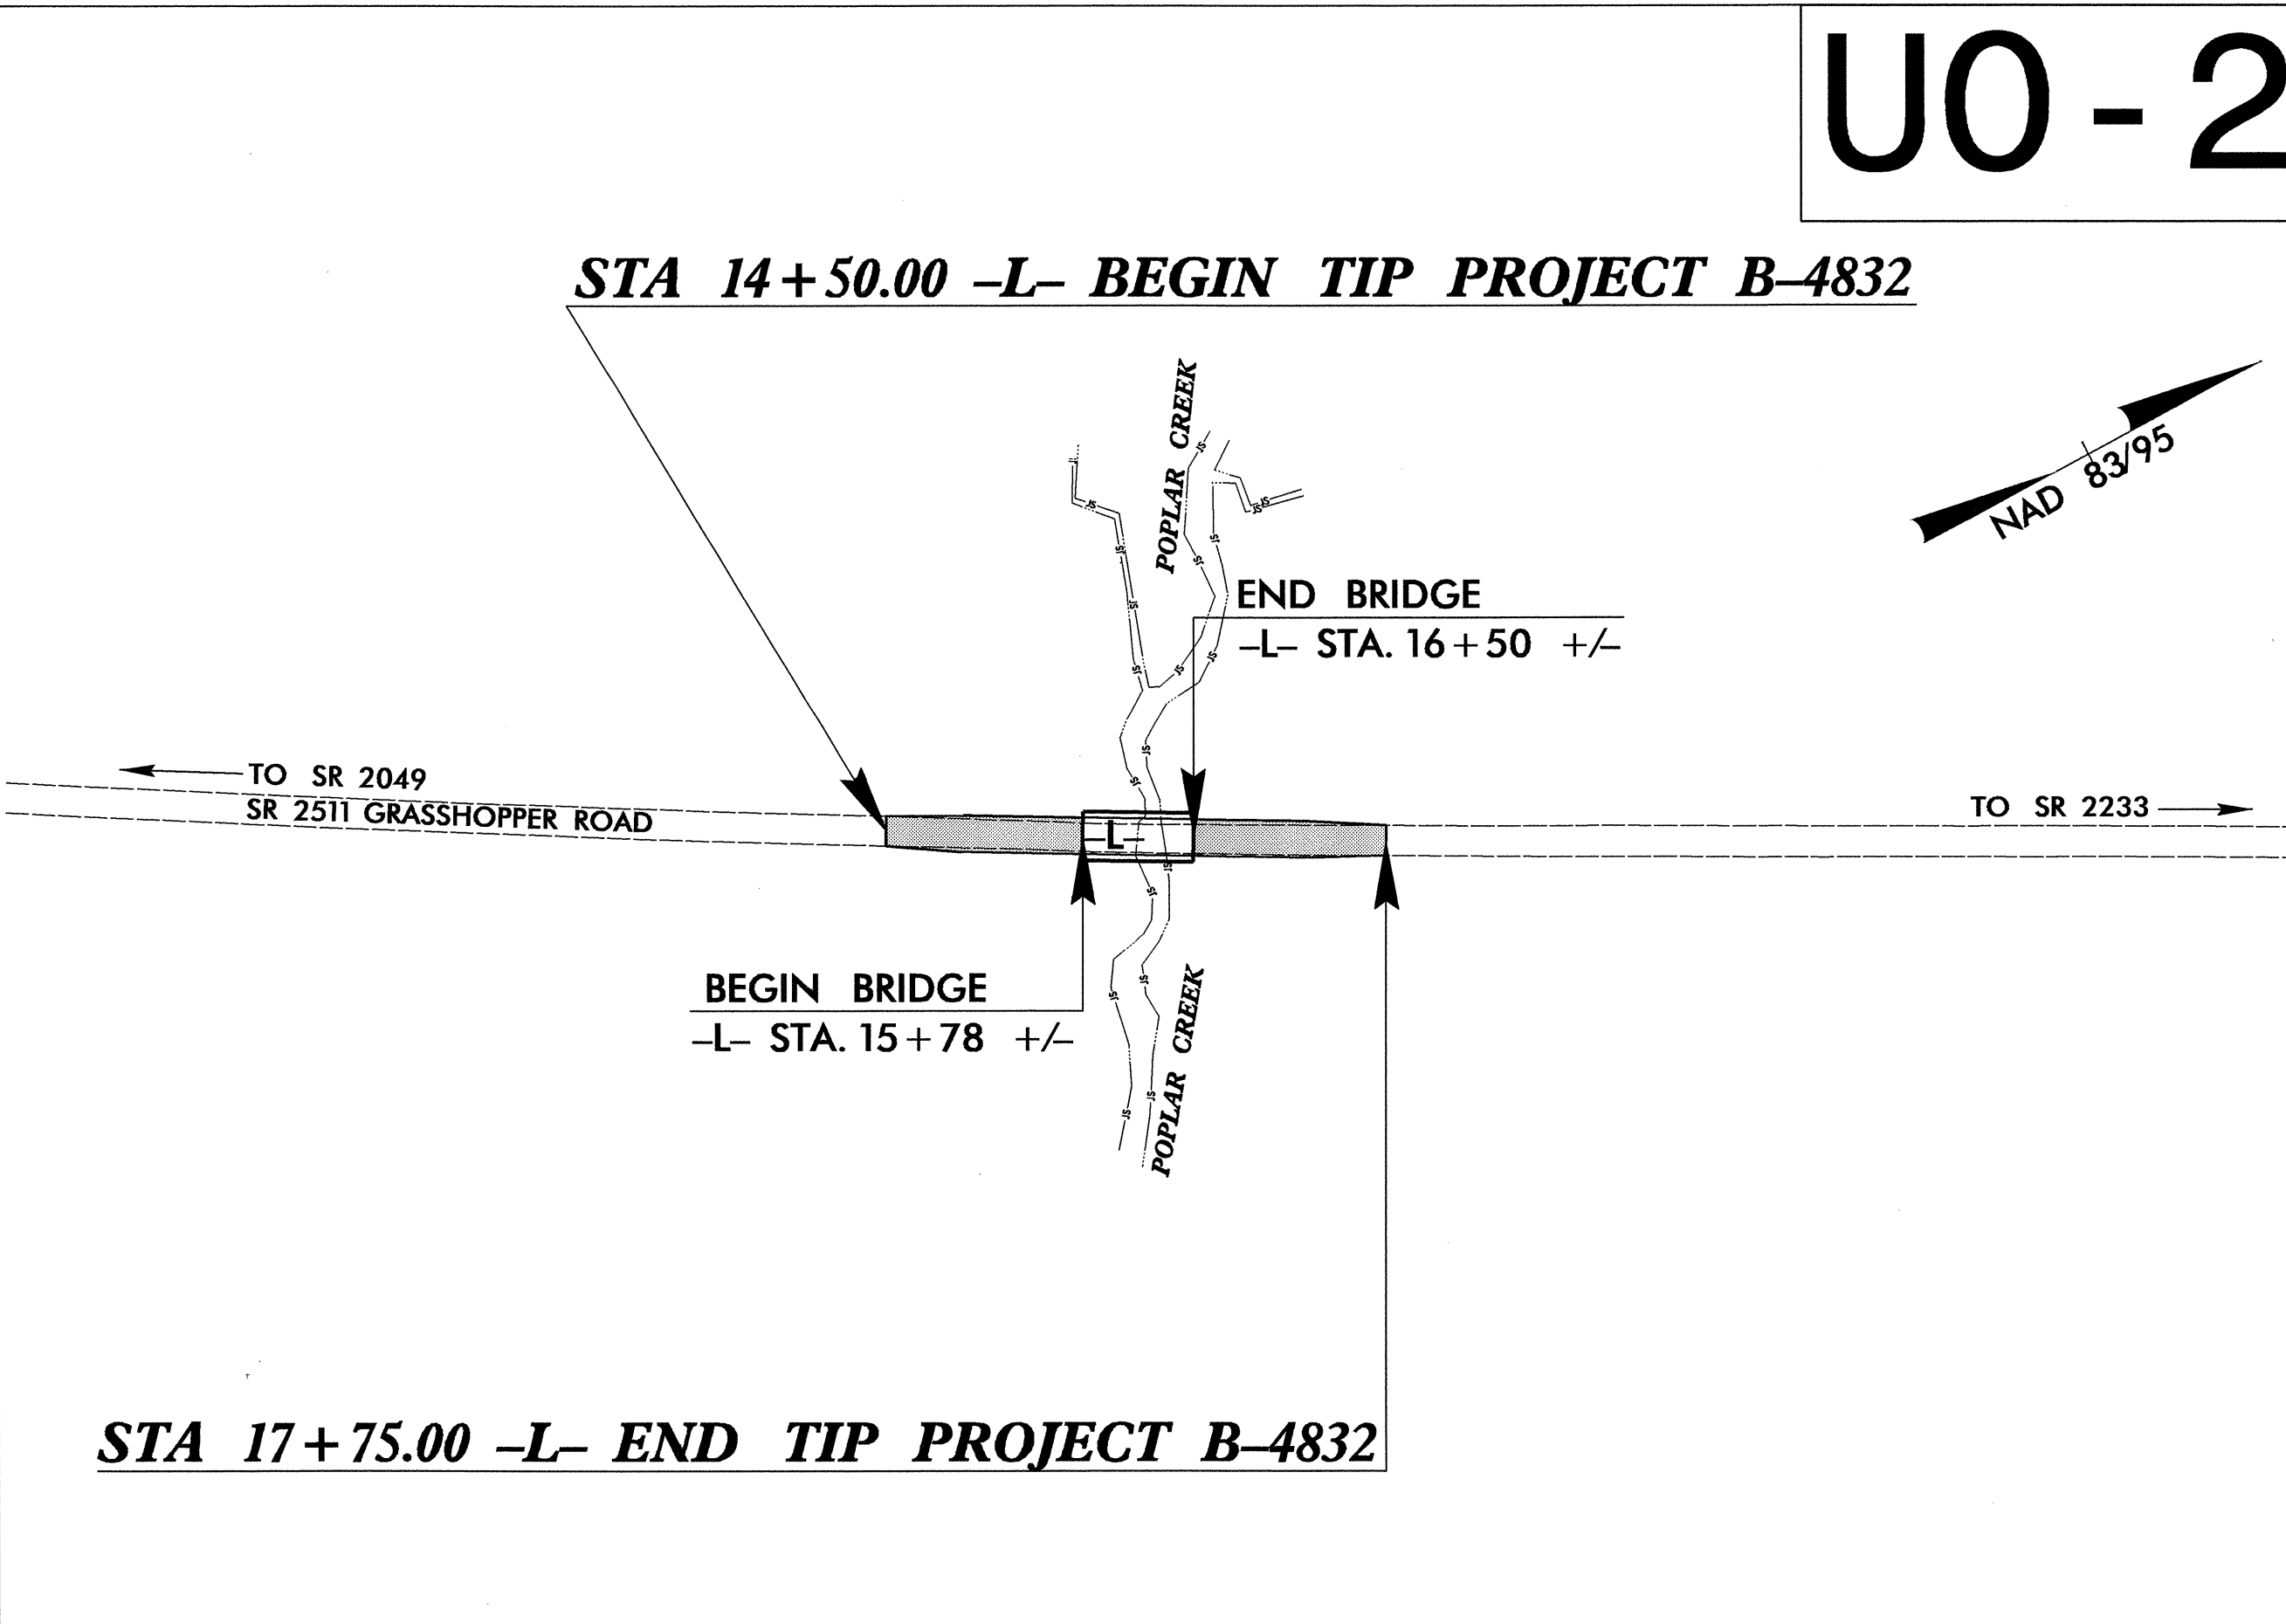 UO-2
STA 14+50.00 –L– BEGIN TIP PROJECT B–4832
POPLAR CREEK
NAD 83/95
END BRIDGE
–L– STA. 16+50 +/–
TO SR 2049
SR 2511 GRASSHOPPER ROAD
TO SR 2233
–L–
BEGIN BRIDGE
–L– STA. 15+78 +/–
POPLAR CREEK
STA 17+75.00 –L– END TIP PROJECT B–4832